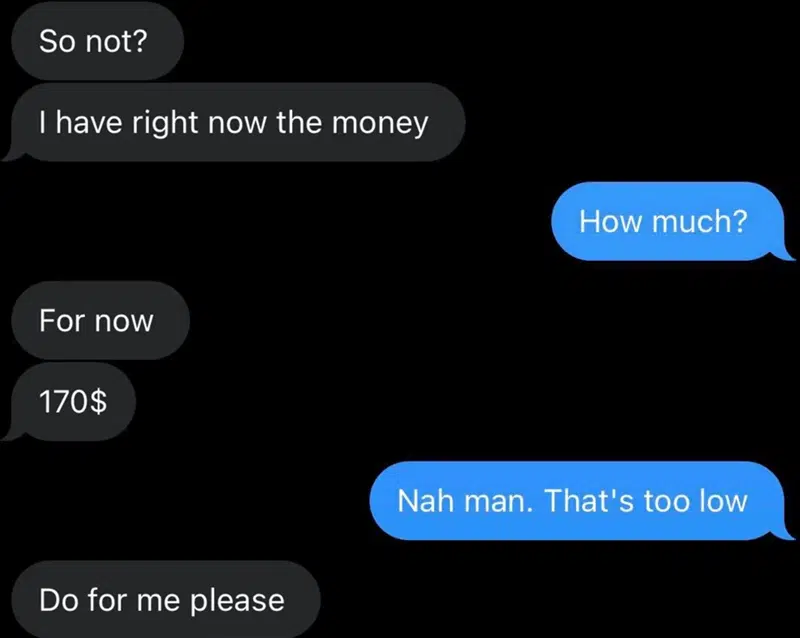 So not?
I have right now the money
How much?
For now
170$
Nah man. That's too low
Do for me please